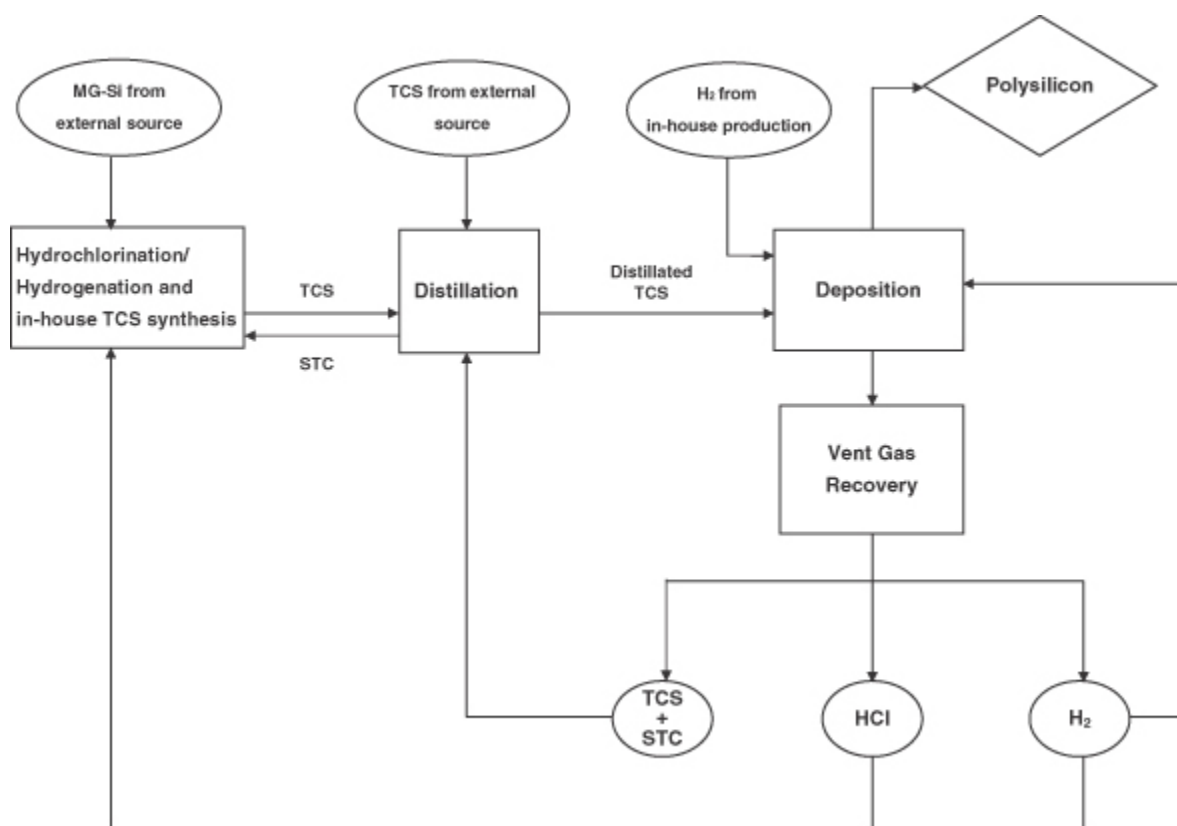 MG-Si from
external source
TCS from external
source
H₂ from
in-house production
Polysilicon
Hydrochlorination/
Hydrogenation and
in-house TCS synthesis
TCS
STC
Distillation
Distillated
TCS
Deposition
Vent Gas
Recovery
TCS
+
STC
HCl
H₂